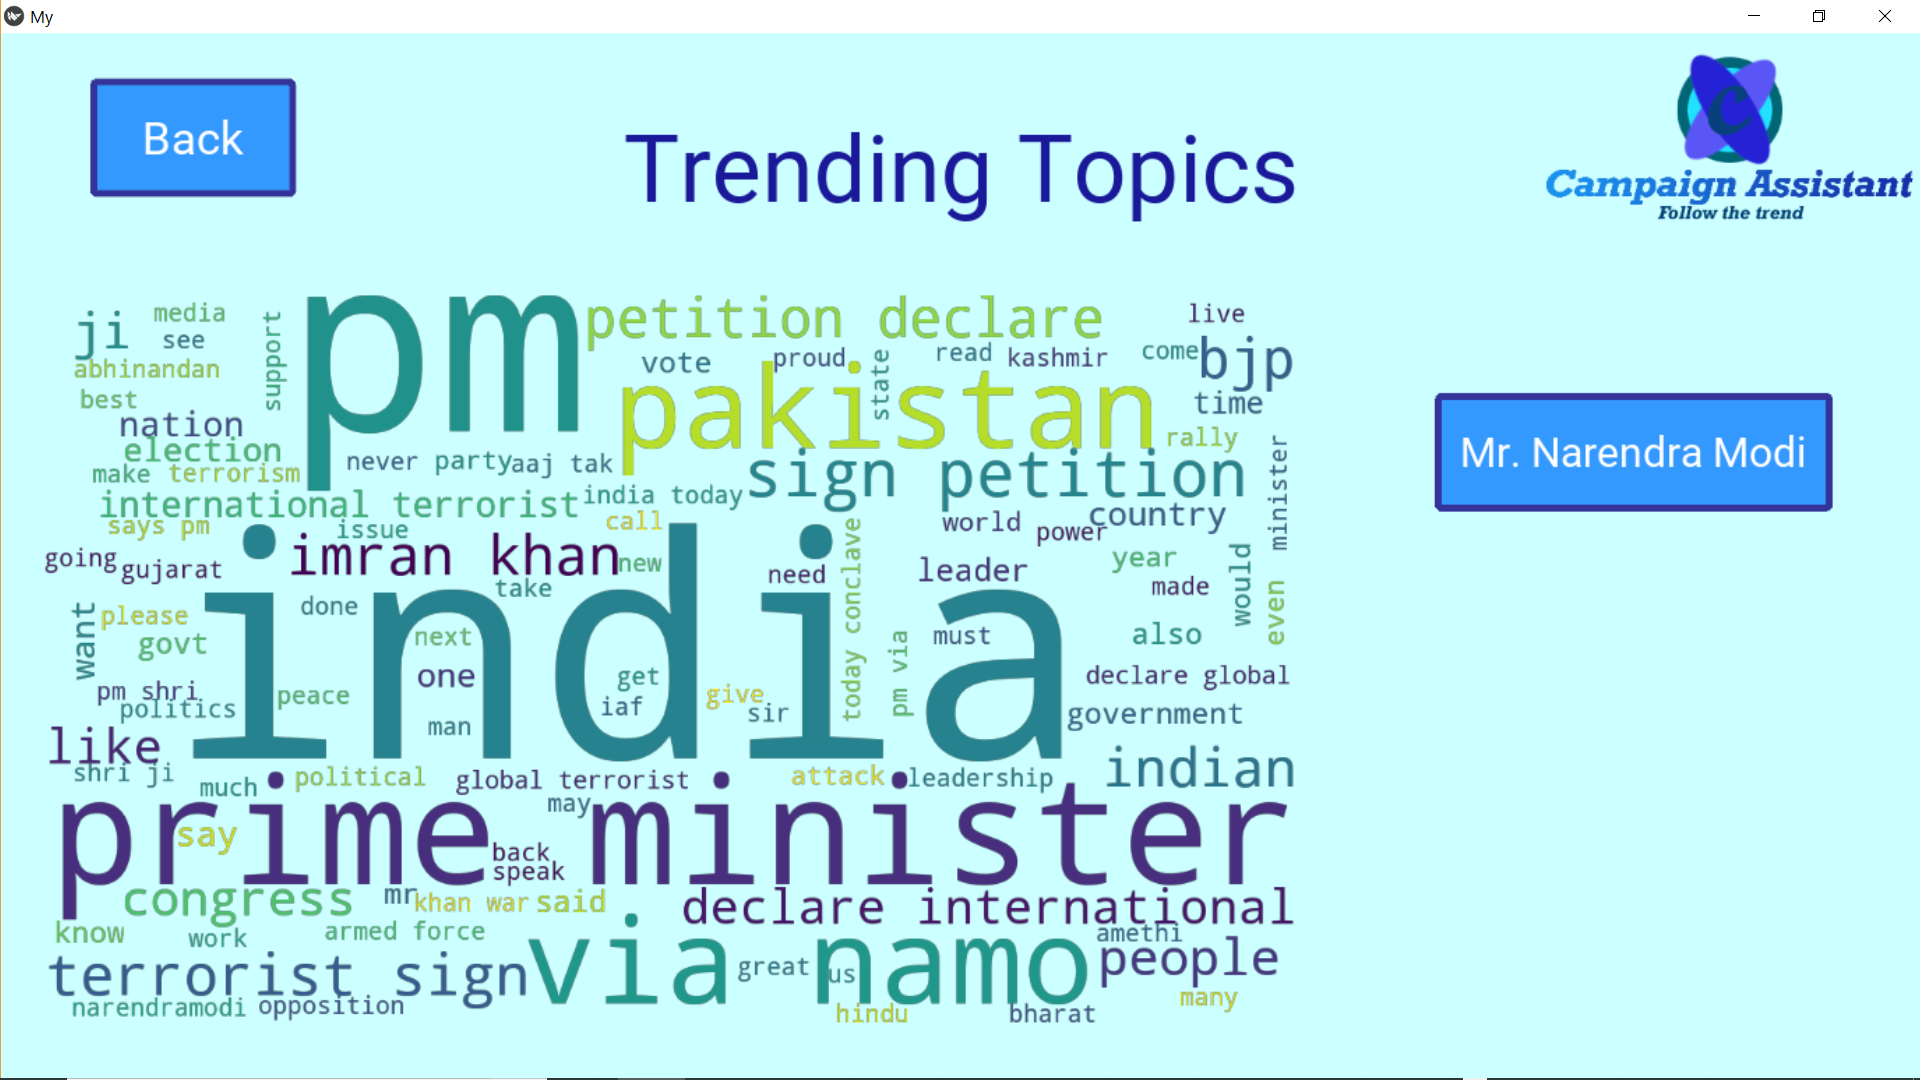 My
Back
Trending Topics
C
Campaign Assistant
Follow the trend
Mr. Narendra Modi
ji
media
see
support
pm
petition declare
live
abhinandan
vote
proud
state
read
kashmir
come
bjp
best
pakistan
time
nation
election
never
party
aaj tak
rally
make
terrorism
sign petition
minister
international terrorist
india today
says pm
issue
call
world
power
country
going
gujarat
imran khan
new
take
need
today conclave
leader
year
made
would
even
want
please
done
india
govt
next
must
also
one
get
pm via
declare global
pm shri
politics
peace
iaf
give
sir
man
government
like
shri ji
much
political
global terrorist
attack
leadership
indian
may
prime minister
say
back
speak
congress
mr
khan war
said
declare international
know
work
armed force
amethi
terrorist sign
via namo
great
us
people
narendramodi
opposition
hindu
bharat
many